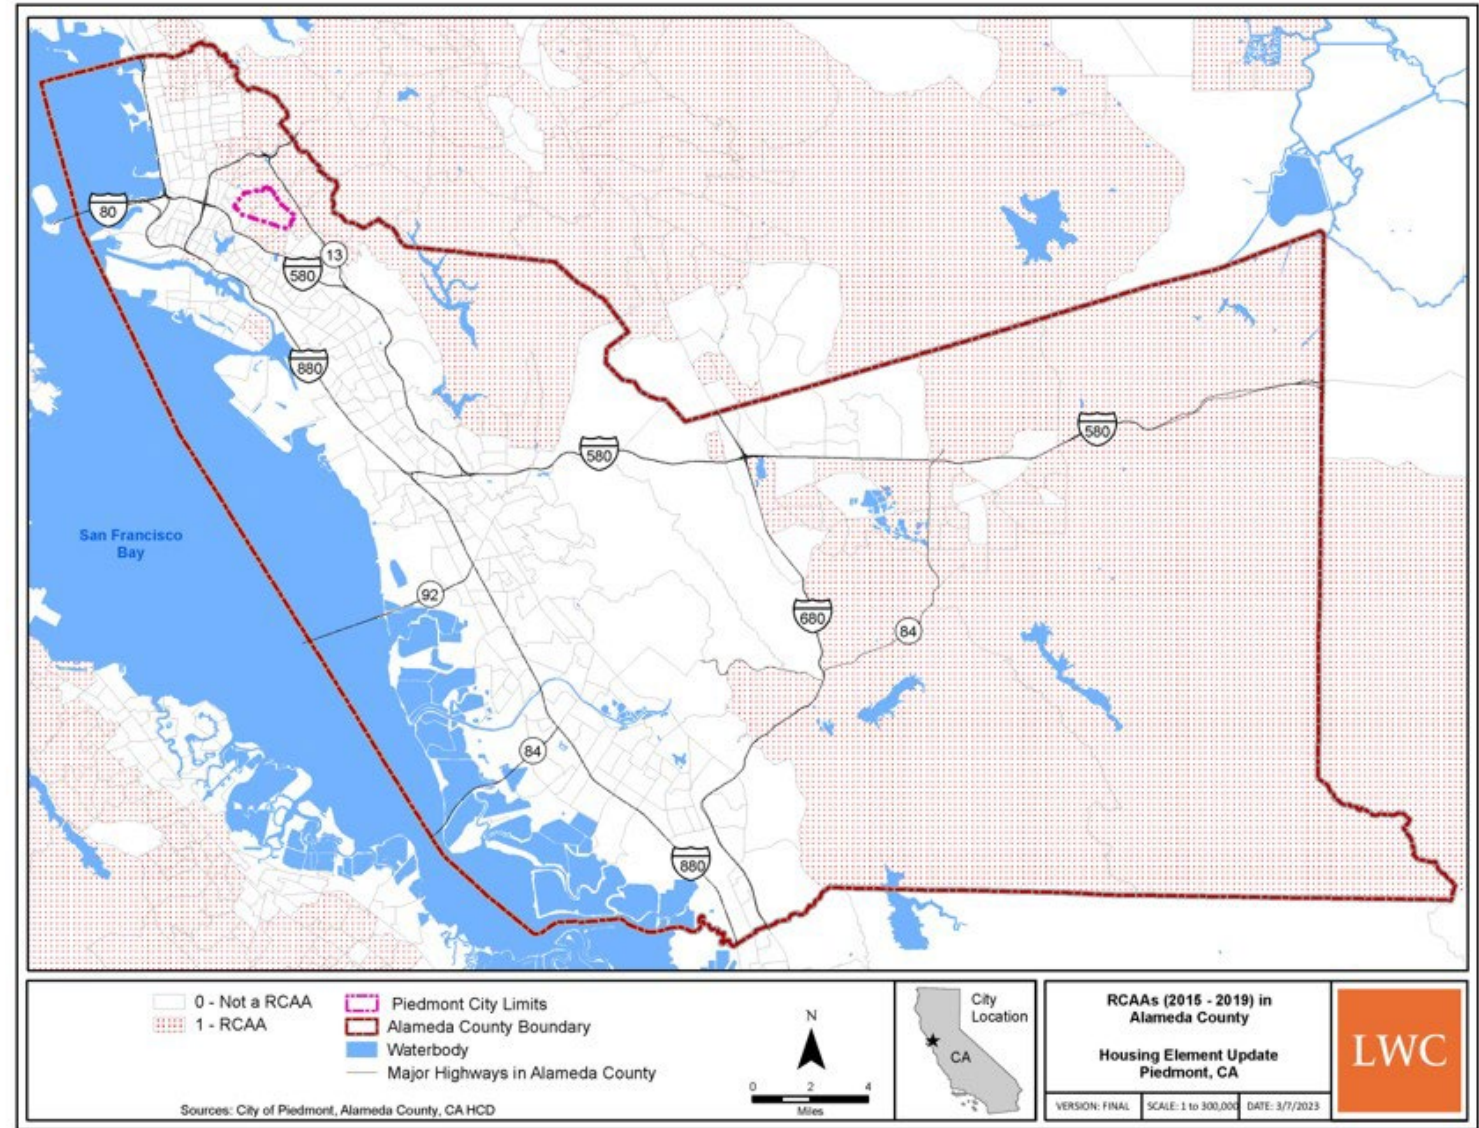 80
13
580
880
580
580
San Francisco
Bay
92
680
84
84
880
0 - Not a RCAA
1 - RCAA
Piedmont City Limits
Alameda County Boundary
Waterbody
Major Highways in Alameda County
Sources: City of Piedmont, Alameda County, CA HCD
N
0 2 4
Miles
City
Location
CA
RCAAs (2015 - 2019) in
Alameda County
Housing Element Update
Piedmont, CA
VERSION: FINAL
SCALE: 1 to 300,000
DATE: 3/7/2023
LWC